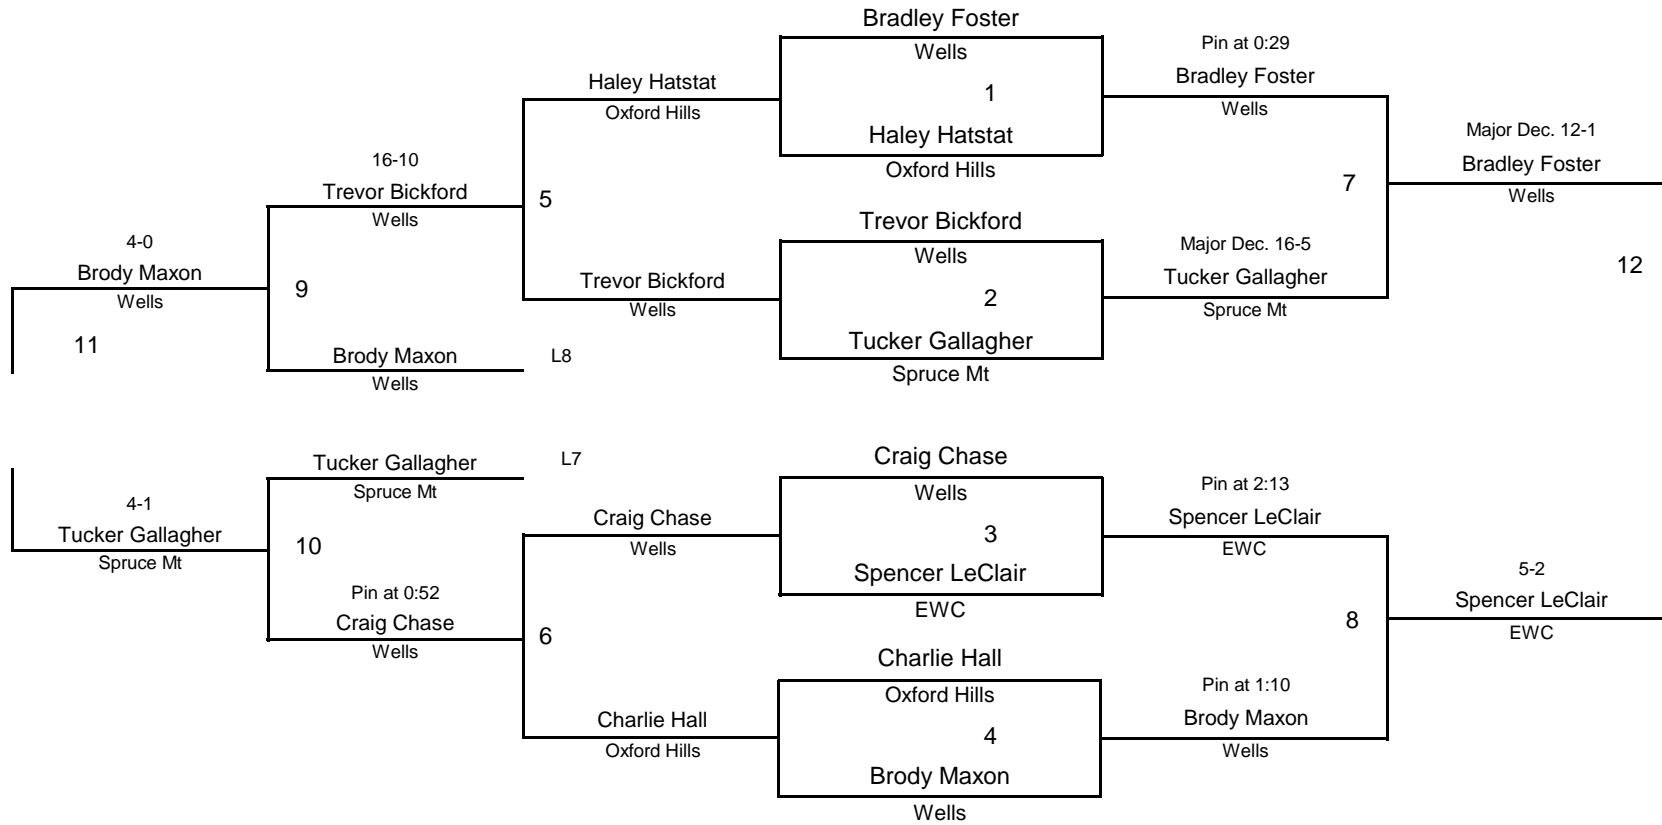 Bradley Foster
Wells
1
Haley Hatstat
Oxford Hills
Trevor Bickford
Wells
2
Tucker Gallagher
Spruce Mt
Craig Chase
Wells
3
Spencer LeClair
EWC
Charlie Hall
Oxford Hills
4
Brody Maxon
Wells
Pin at 0:29
Bradley Foster
Wells
7
Major Dec. 16-5
Tucker Gallagher
Spruce Mt
Pin at 2:13
Spencer LeClair
EWC
8
Pin at 1:10
Brody Maxon
Wells
Major Dec. 12-1
Bradley Foster
Wells
12
5-2
Spencer LeClair
EWC
Haley Hatstat
Oxford Hills
5
Trevor Bickford
Wells
Craig Chase
Wells
6
Charlie Hall
Oxford Hills
16-10
Trevor Bickford
Wells
9
Brody Maxon
Wells
L8
Tucker Gallagher
Spruce Mt
L7
10
Pin at 0:52
Craig Chase
Wells
4-0
Brody Maxon
Wells
11
4-1
Tucker Gallagher
Spruce Mt